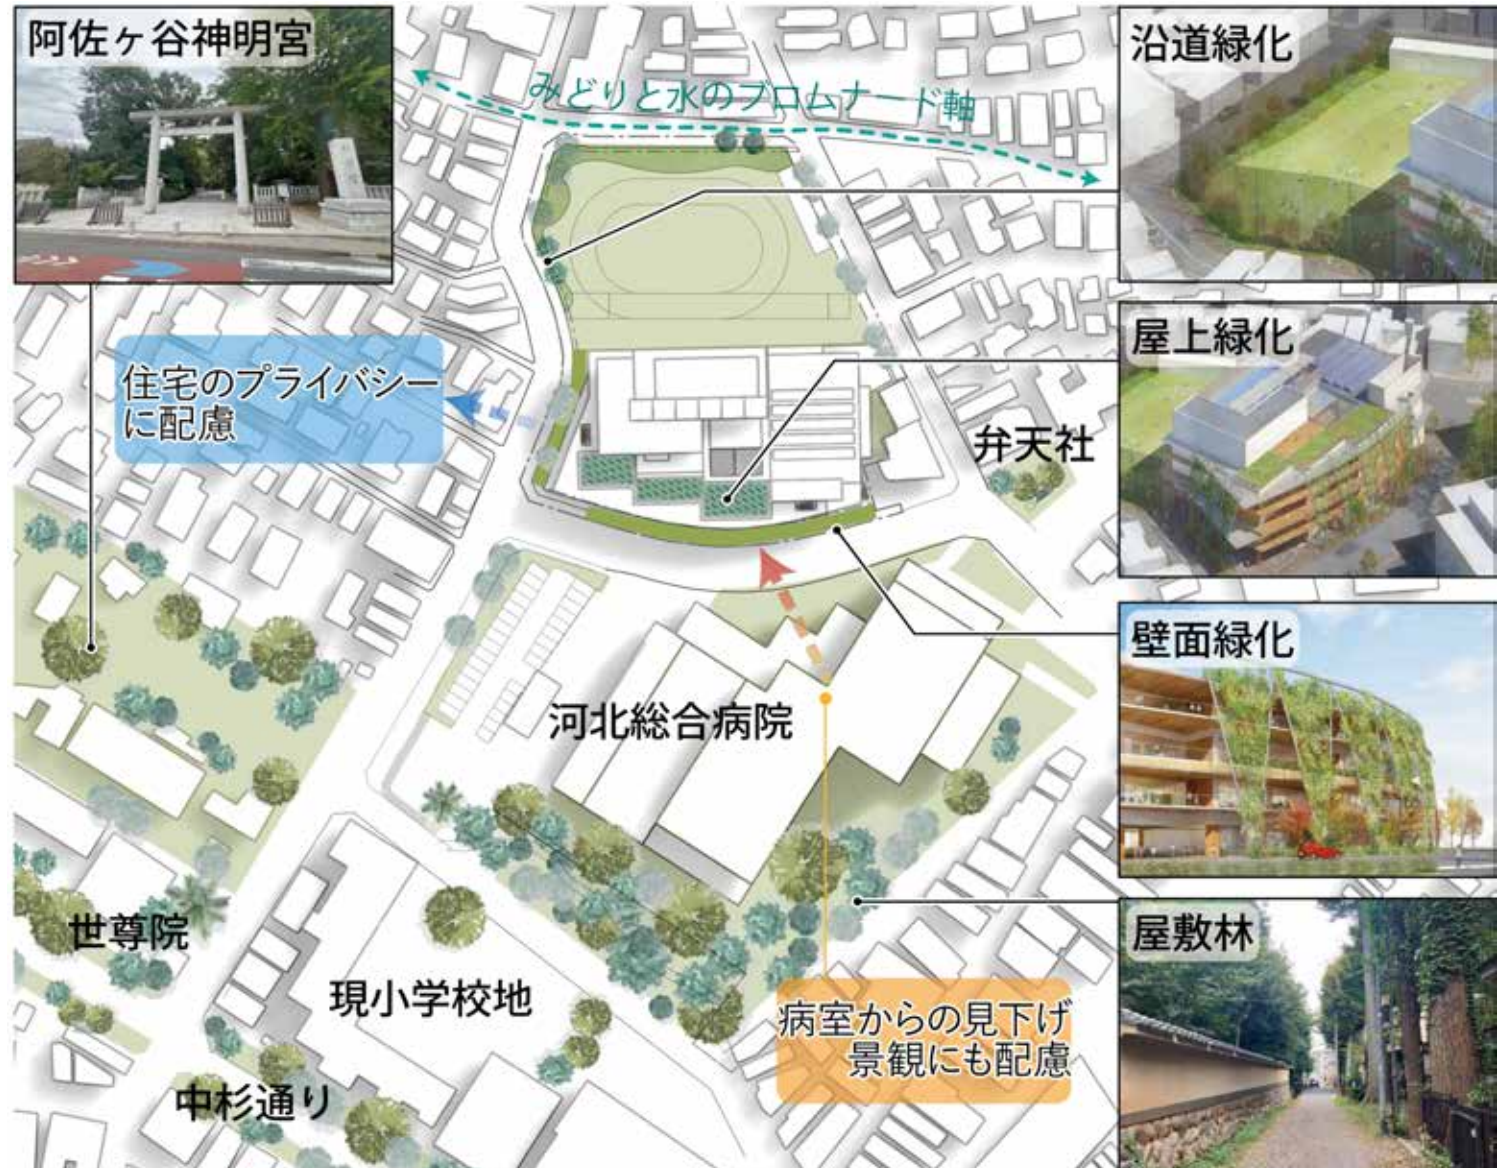 阿佐ヶ谷神明宮
沿道緑化
みどりと水のプロムナード軸
屋上緑化
住宅のプライバシー
に配慮
弁天社
壁面緑化
河北総合病院
屋敷林
世尊院
現小学校地
病室からの見下げ
景観にも配慮
中杉通り